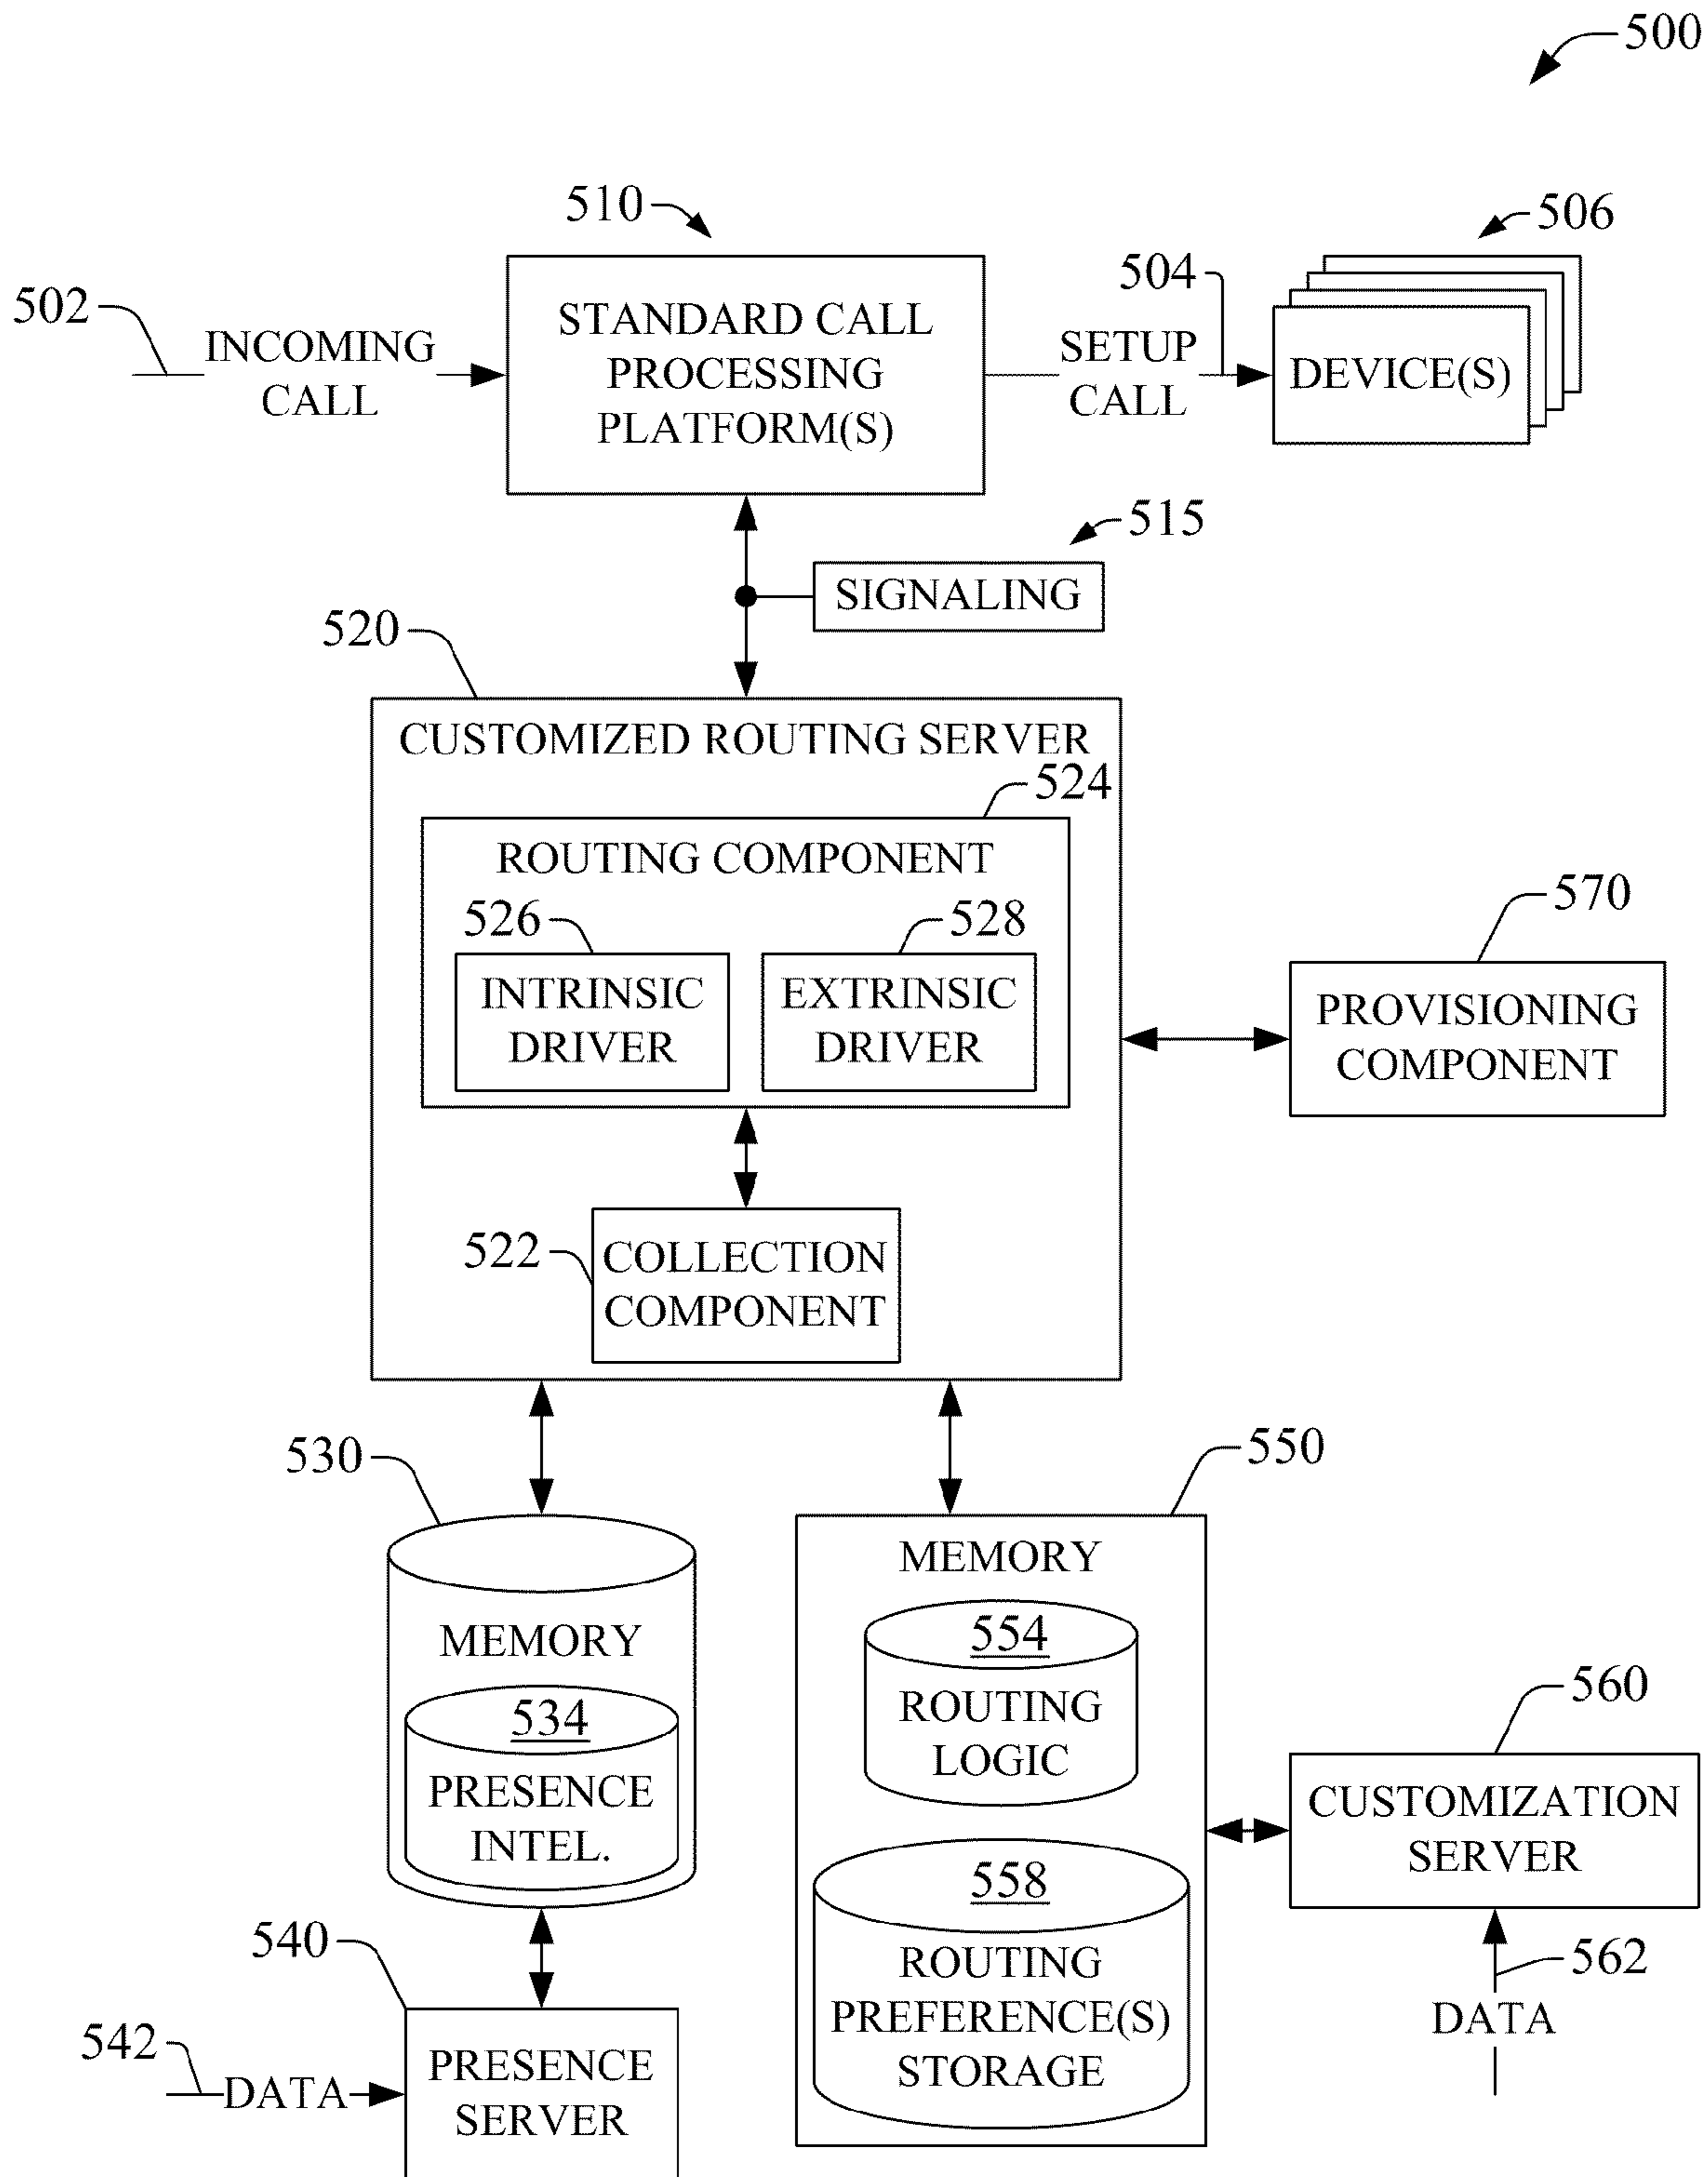 500
510
506
504
502
INCOMING
CALL
STANDARD CALL
PROCESSING
PLATFORM(S)
SETUP
CALL
DEVICE(S)
515
SIGNALING
520
CUSTOMIZED ROUTING SERVER
524
ROUTING COMPONENT
526
528
INTRINSIC
DRIVER
EXTRINSIC
DRIVER
570
PROVISIONING
COMPONENT
522
COLLECTION
COMPONENT
530
550
MEMORY
534
PRESENCE
INTEL.
MEMORY
554
ROUTING
LOGIC
558
ROUTING
PREFERENCE(S)
STORAGE
560
CUSTOMIZATION
SERVER
562
DATA
540
542
DATA
PRESENCE
SERVER